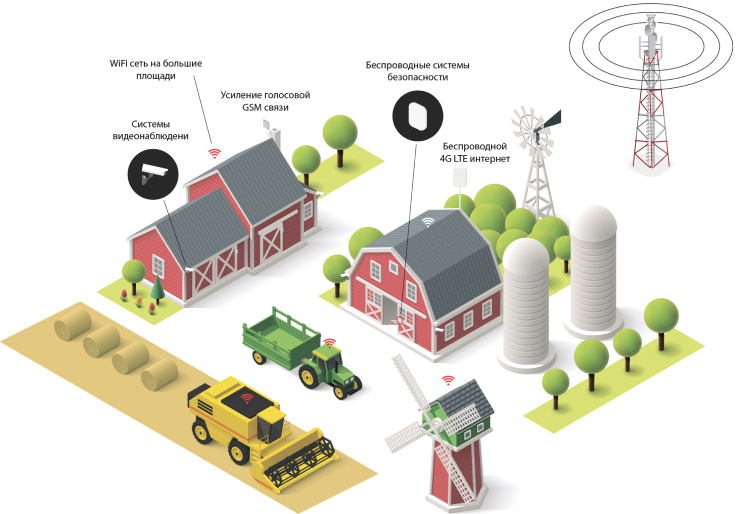 WiFi сеть на большие
площади
Усиление голосовой
GSM связи
Системы
видеонаблюдени
Беспроводные системы
безопасности
Беспроводной
4G LTE интернет